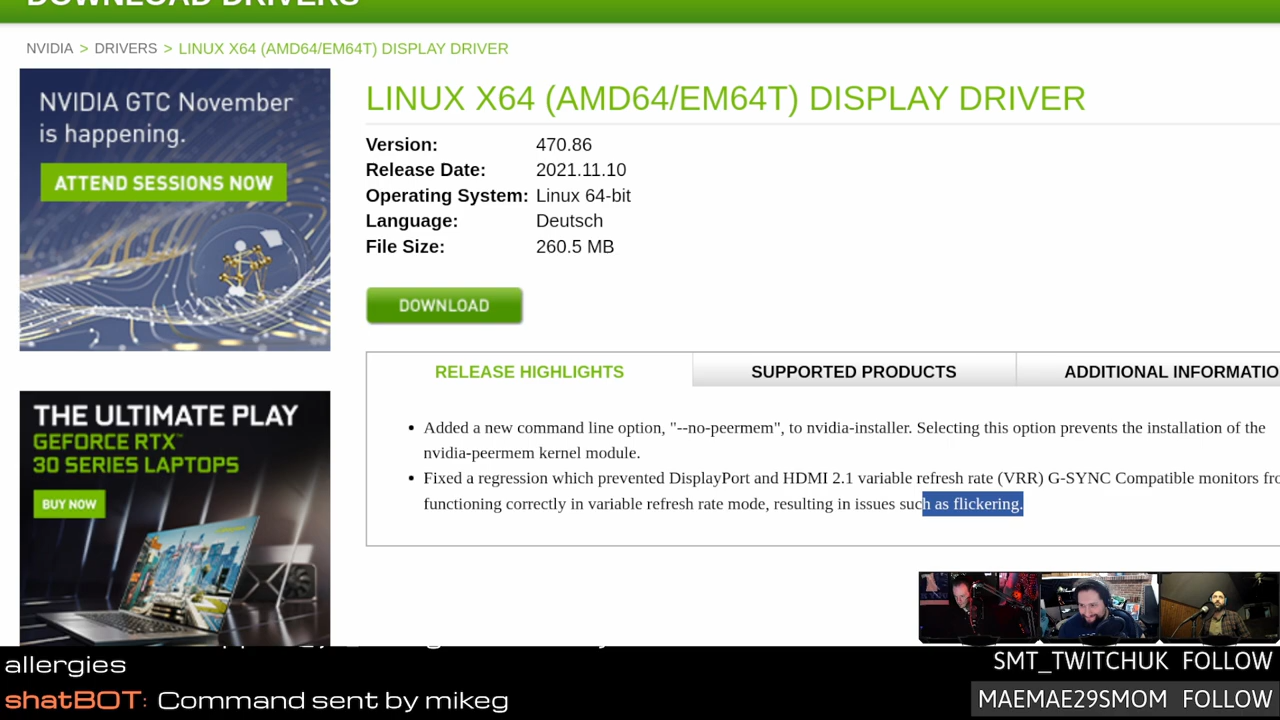 DOWNLOAD DRIVERS
NVIDIA > DRIVERS > LINUX X64 (AMD64/EM64T) DISPLAY DRIVER
NVIDIA GTC November
is happening.
ATTEND SESSIONS NOW
THE ULTIMATE PLAY
GEFORCE RTX™
30 SERIES LAPTOPS
BUY NOW
LINUX X64 (AMD64/EM64T) DISPLAY DRIVER
Version: 470.86
Release Date: 2021.11.10
Operating System: Linux 64-bit
Language: Deutsch
File Size: 260.5 MB
DOWNLOAD
RELEASE HIGHLIGHTS SUPPORTED PRODUCTS ADDITIONAL INFORMATIO
• Added a new command line option, "--no-peermem", to nvidia-installer. Selecting this option prevents the installation of the
nvidia-peermem kernel module.
• Fixed a regression which prevented DisplayPort and HDMI 2.1 variable refresh rate (VRR) G-SYNC Compatible monitors fro
functioning correctly in variable refresh rate mode, resulting in issues such as flickering.
allergies
shatBOT: Command sent by mikeg
SMT_TWITCHUK FOLLOW
MAEMAE29SMOM FOLLOW